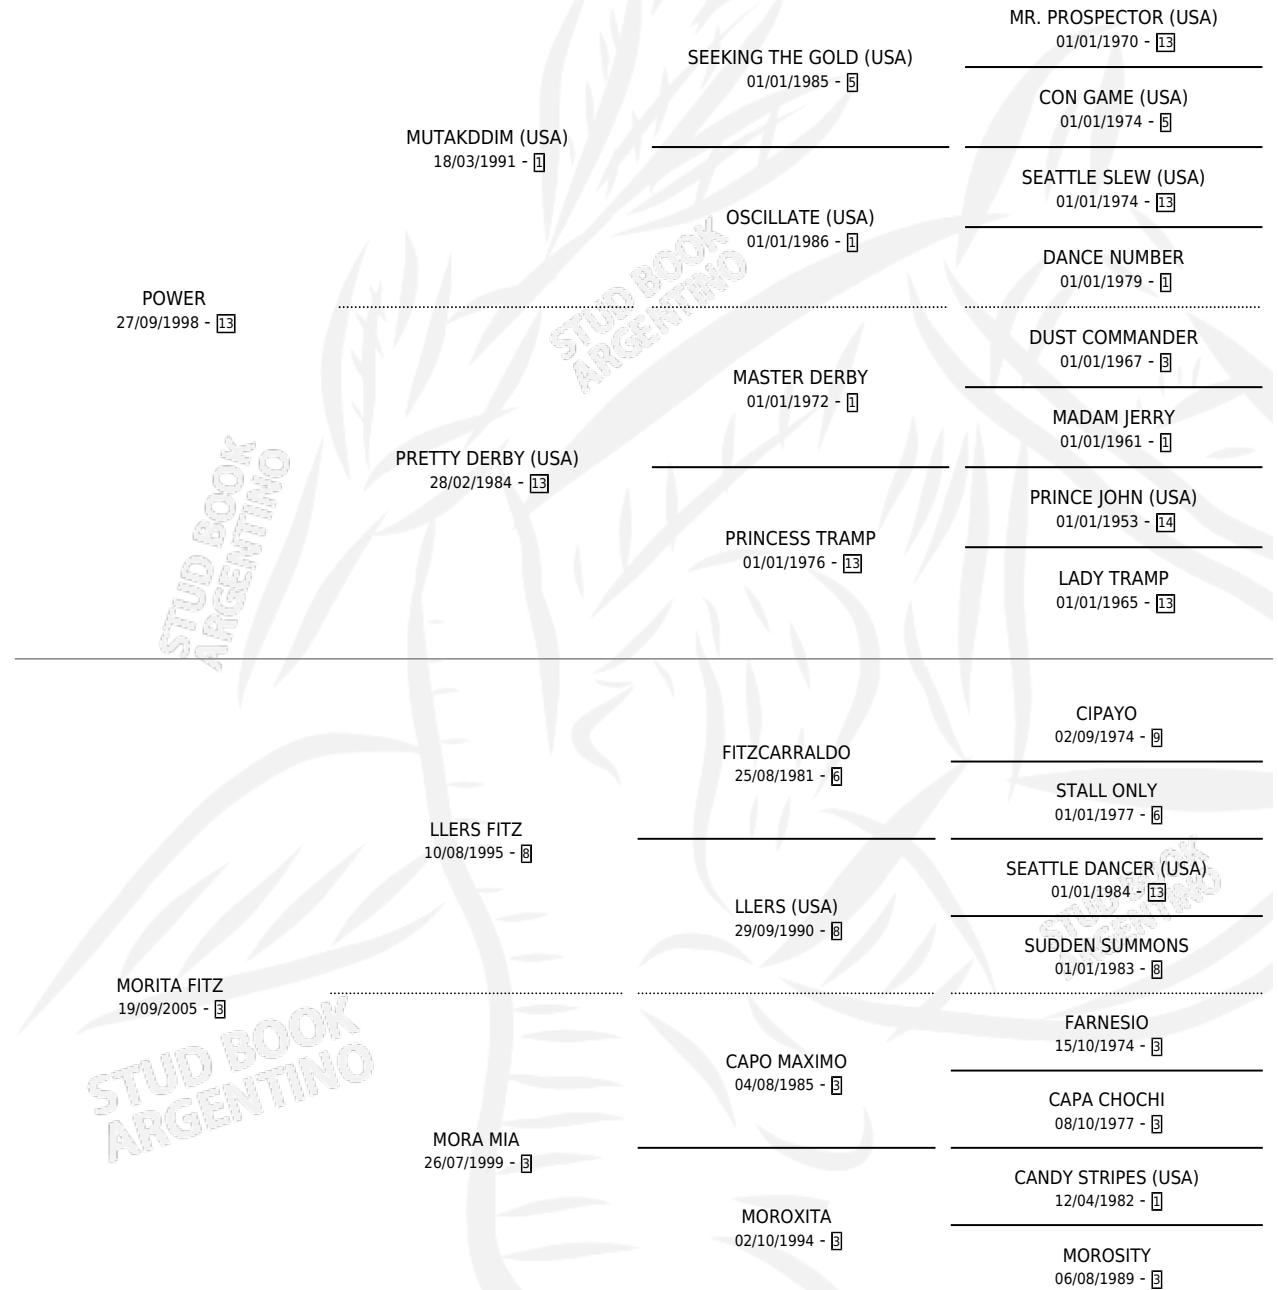 MR. PROSPECTOR (USA)
01/01/1970 - 13
SEEKING THE GOLD (USA)
01/01/1985 - 5
CON GAME (USA)
01/01/1974 - 5
MUTAKDDIM (USA)
18/03/1991 - 1
SEATTLE SLEW (USA)
01/01/1974 - 13
OSCILLATE (USA)
01/01/1986 - 1
DANCE NUMBER
01/01/1979 - 1
POWER
27/09/1998 - 13
DUST COMMANDER
01/01/1967 - 3
MASTER DERBY
01/01/1972 - 1
MADAM JERRY
01/01/1961 - 1
PRETTY DERBY (USA)
28/02/1984 - 13
PRINCE JOHN (USA)
01/01/1953 - 14
PRINCESS TRAMP
01/01/1976 - 13
LADY TRAMP
01/01/1965 - 13
CIPAYO
02/09/1974 - 9
FITZCARRALDO
25/08/1981 - 6
STALL ONLY
01/01/1977 - 6
LLERS FITZ
10/08/1995 - 8
SEATTLE DANCER (USA)
01/01/1984 - 13
LLERS (USA)
29/09/1990 - 8
SUDDEN SUMMONS
01/01/1983 - 8
MORITA FITZ
19/09/2005 - 3
FARNESIO
15/10/1974 - 3
CAPO MAXIMO
04/08/1985 - 3
CAPA CHOCHI
08/10/1977 - 3
MORA MIA
26/07/1999 - 3
CANDY STRIPES (USA)
12/04/1982 - 1
MOROXITA
02/10/1994 - 3
MOROSITY
06/08/1989 - 3
STUD BOOK
ARGENTINO
STUD BOOK
ARGENTINO
STUD BOOK
ARGENTINO
STUD BOOK
ARGENTINO